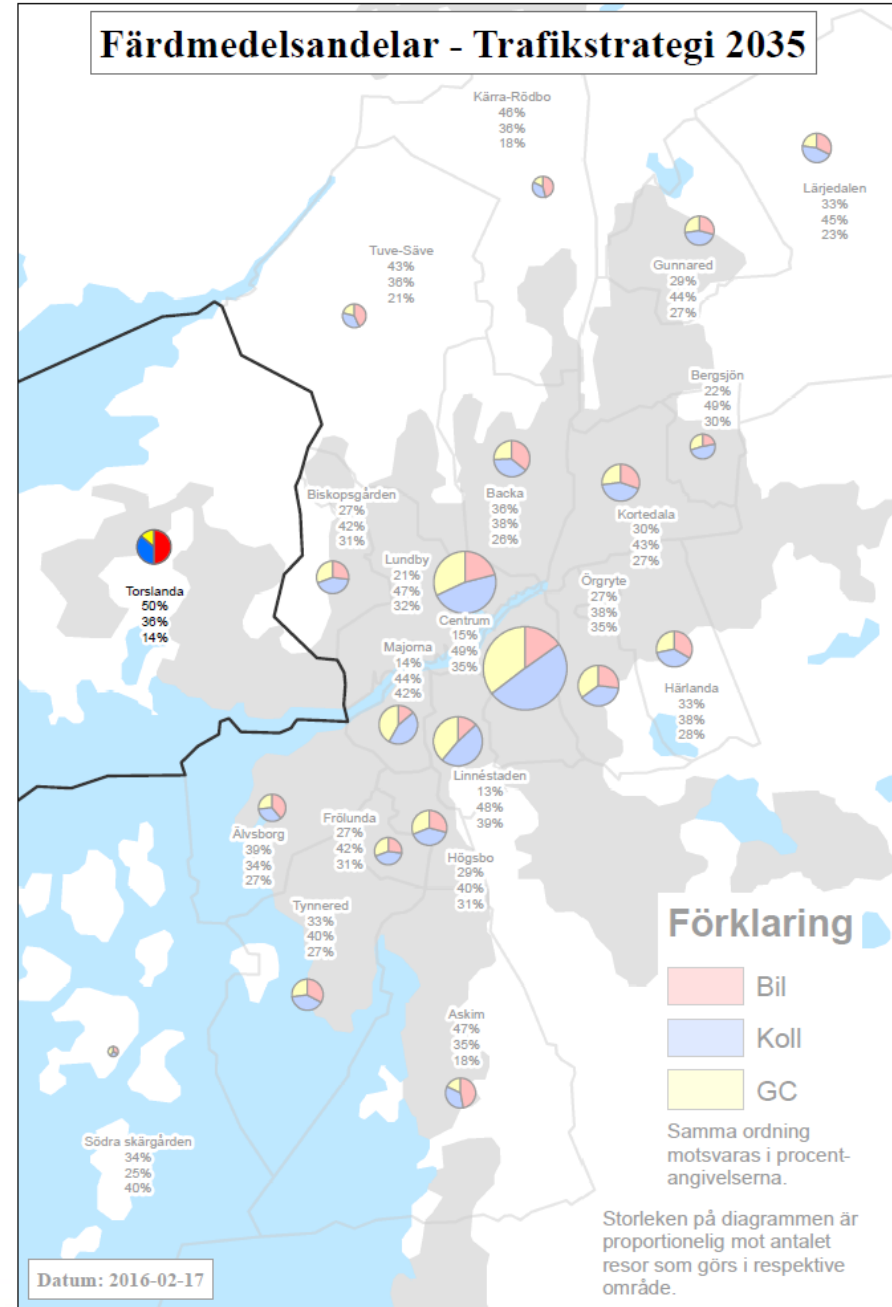 Färdmedelsandelar - Trafikstrategi 2035
Kärra-Rödbo
46%
36%
18%
Lärjedalen
33%
45%
23%
Tuve-Säve
43%
36%
21%
Gunnared
29%
44%
27%
Bergsjön
22%
49%
30%
Biskopsgården
27%
42%
31%
Backa
36%
38%
26%
Kortedala
30%
43%
27%
Lundby
21%
47%
32%
Torslanda
50%
36%
14%
Örgryte
27%
38%
35%
Centrum
15%
49%
35%
Majorna
14%
44%
42%
Härlanda
33%
38%
28%
Linnéstaden
13%
48%
39%
Älvsborg
39%
34%
27%
Frölunda
27%
42%
31%
Högsbo
29%
40%
31%
Tynnered
33%
40%
27%
Askim
47%
35%
18%
Södra skärgården
34%
25%
40%
Förklaring
Bil
Koll
GC
Samma ordning
motsvaras i procent-
angivelserna.
Storleken på diagrammen är
proportionelig mot antalet
resor som görs i respektive
område.
Datum: 2016-02-17